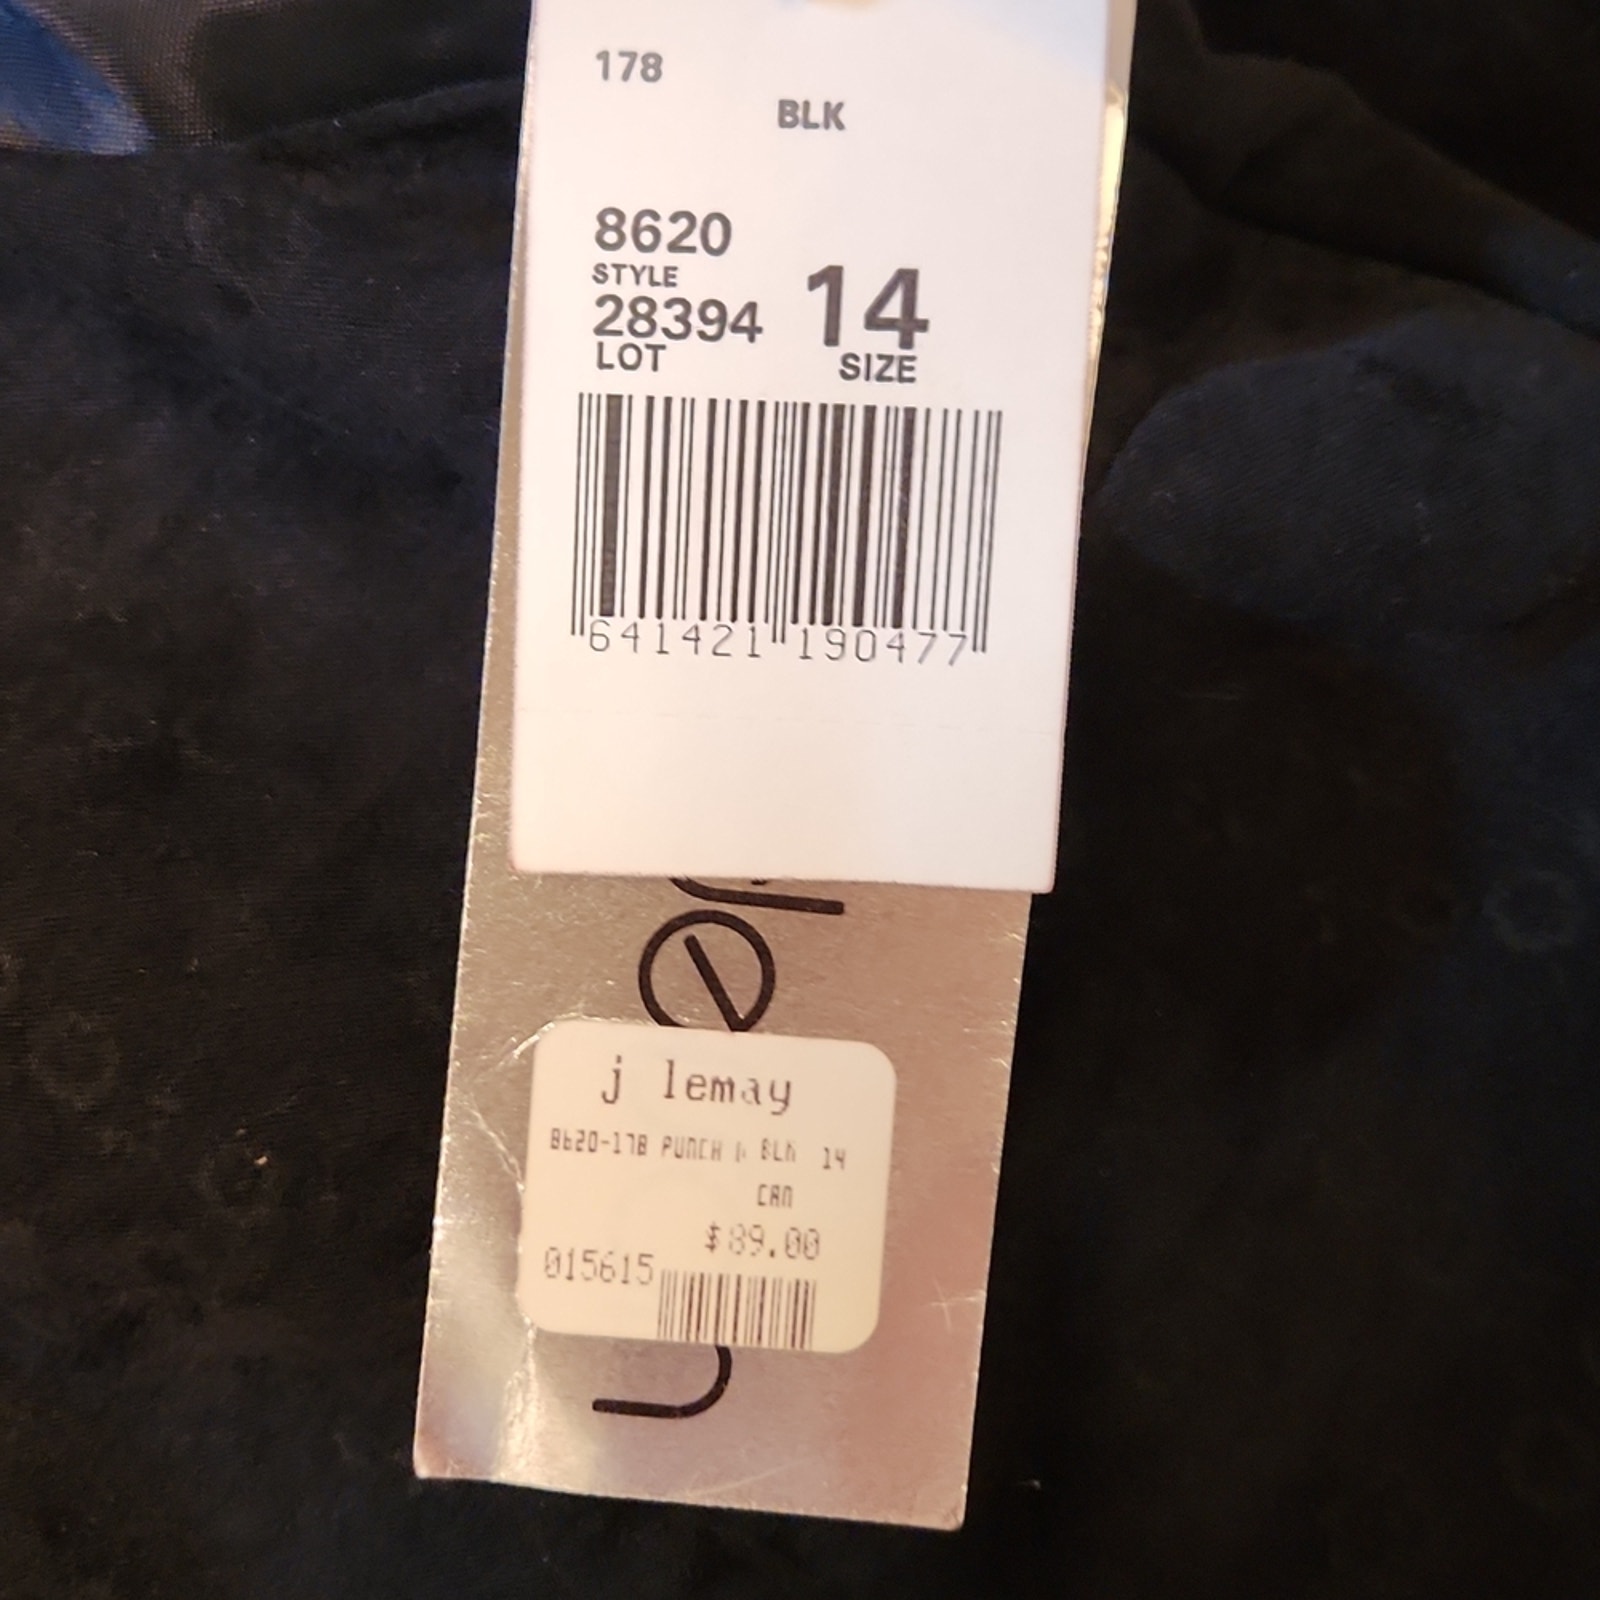 178
BLK
8620
STYLE
28394
LOT
14
SIZE
641421 190477
j lemay
8620-178 PUNCH BLK 14
CAN
$89.00
015615